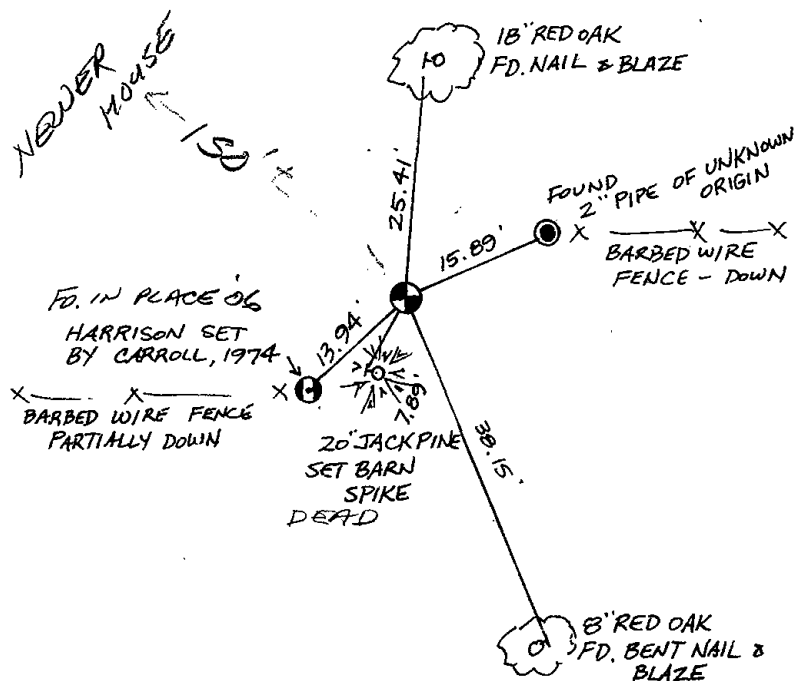 18" RED OAK
FD. NAIL & BLAZE
NEWER
HOUSE
150'±
25.41'
FOUND
2" PIPE OF UNKNOWN
ORIGIN
15.89'
BARBED WIRE
FENCE - DOWN
FD. IN PLACE '06
HARRISON SET
BY CARROLL, 1974
13.94'
BARBED WIRE FENCE
PARTIALLY DOWN
7.89'
20" JACK PINE
SET BARN
SPIKE
DEAD
38.15'
8" RED OAK
FD. BENT NAIL &
BLAZE